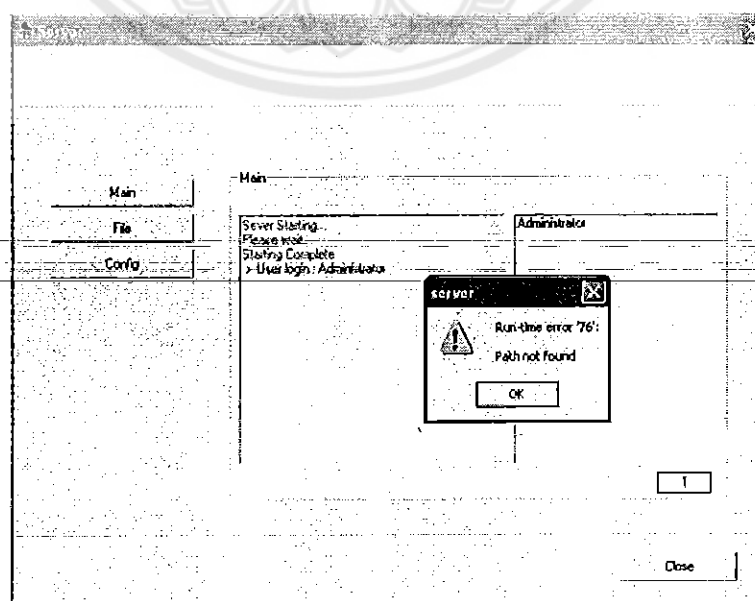 server
Main
File
Config
Main
Sever Starting...
Please wait...
Starting Complete
> User login : Administrator
Administrator
server
Run-time error '76':
Path not found
OK
1
Close